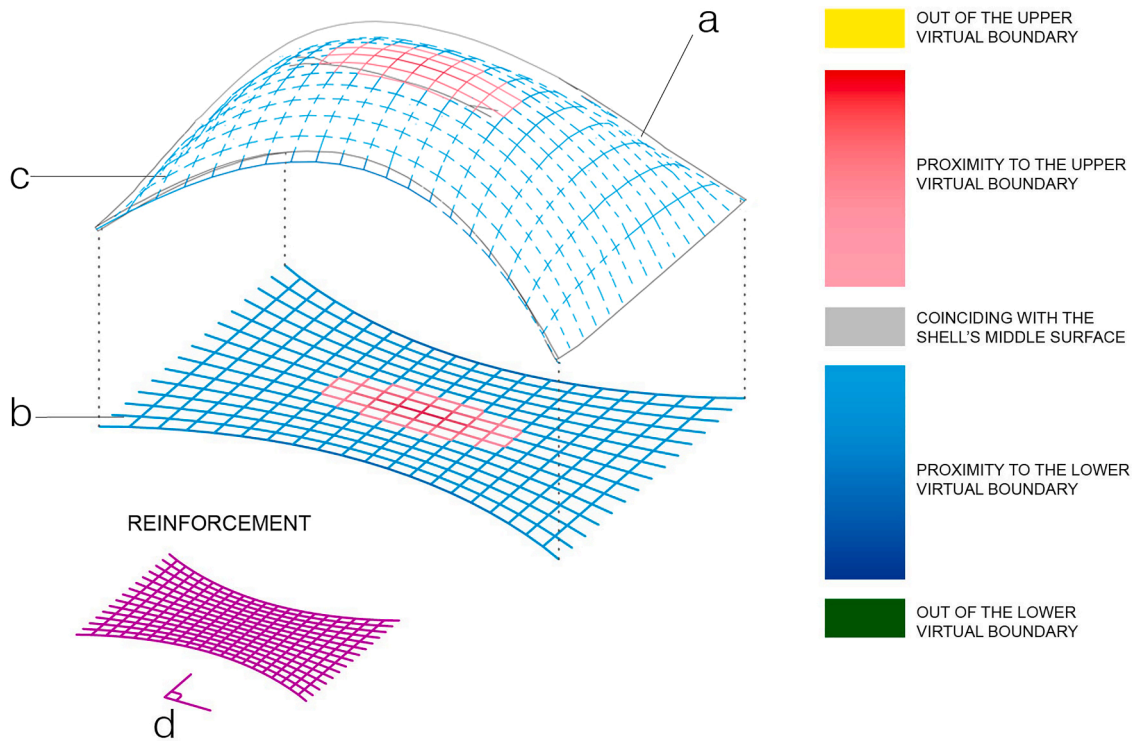 a
c
b
REINFORCEMENT
d
OUT OF THE UPPER
VIRTUAL BOUNDARY
PROXIMITY TO THE UPPER
VIRTUAL BOUNDARY
COINCIDING WITH THE
SHELL'S MIDDLE SURFACE
PROXIMITY TO THE LOWER
VIRTUAL BOUNDARY
OUT OF THE LOWER
VIRTUAL BOUNDARY